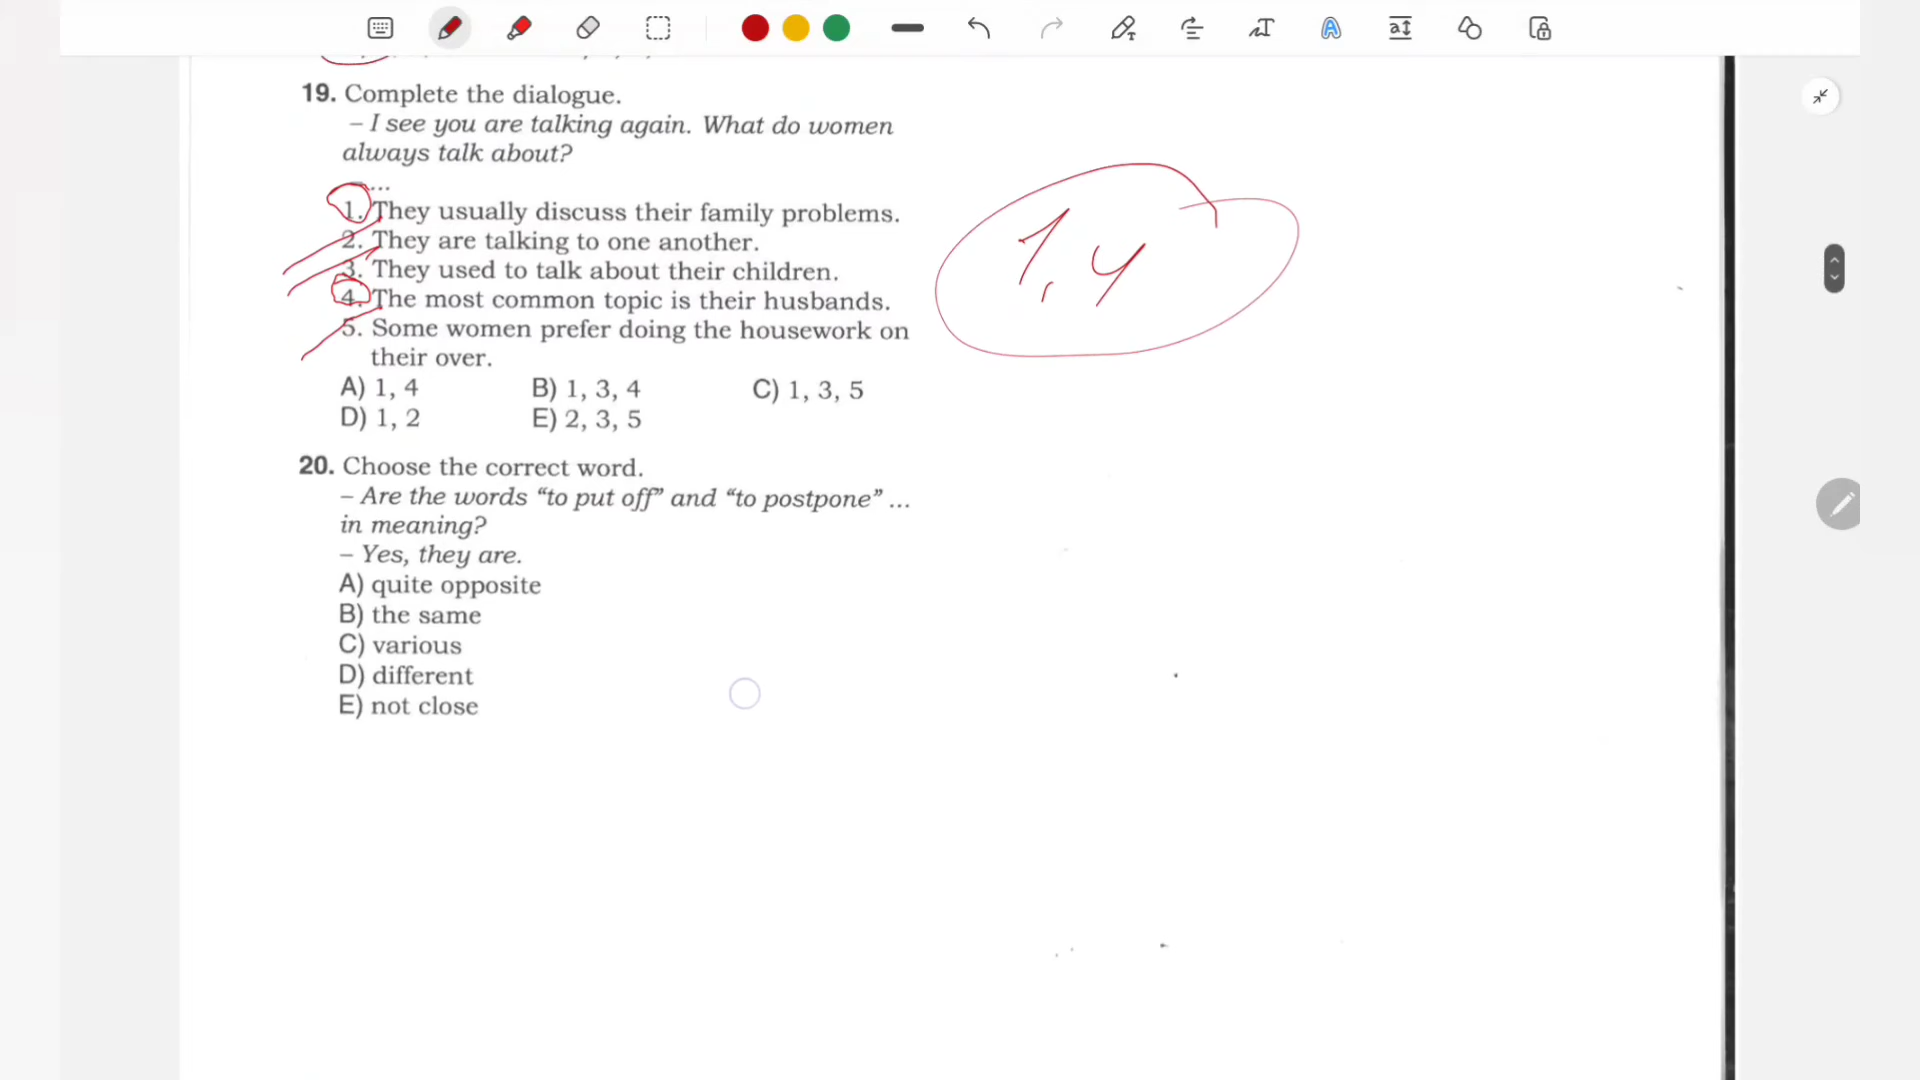 19. Complete the dialogue.
– I see you are talking again. What do women
always talk about?
– ...
1. They usually discuss their family problems.
2. They are talking to one another.
3. They used to talk about their children.
4. The most common topic is their husbands.
5. Some women prefer doing the housework on
their over.
A) 1, 4 B) 1, 3, 4 C) 1, 3, 5
D) 1, 2 E) 2, 3, 5
1, 4
20. Choose the correct word.
– Are the words “to put off” and “to postpone” ...
in meaning?
– Yes, they are.
A) quite opposite
B) the same
C) various
D) different
E) not close